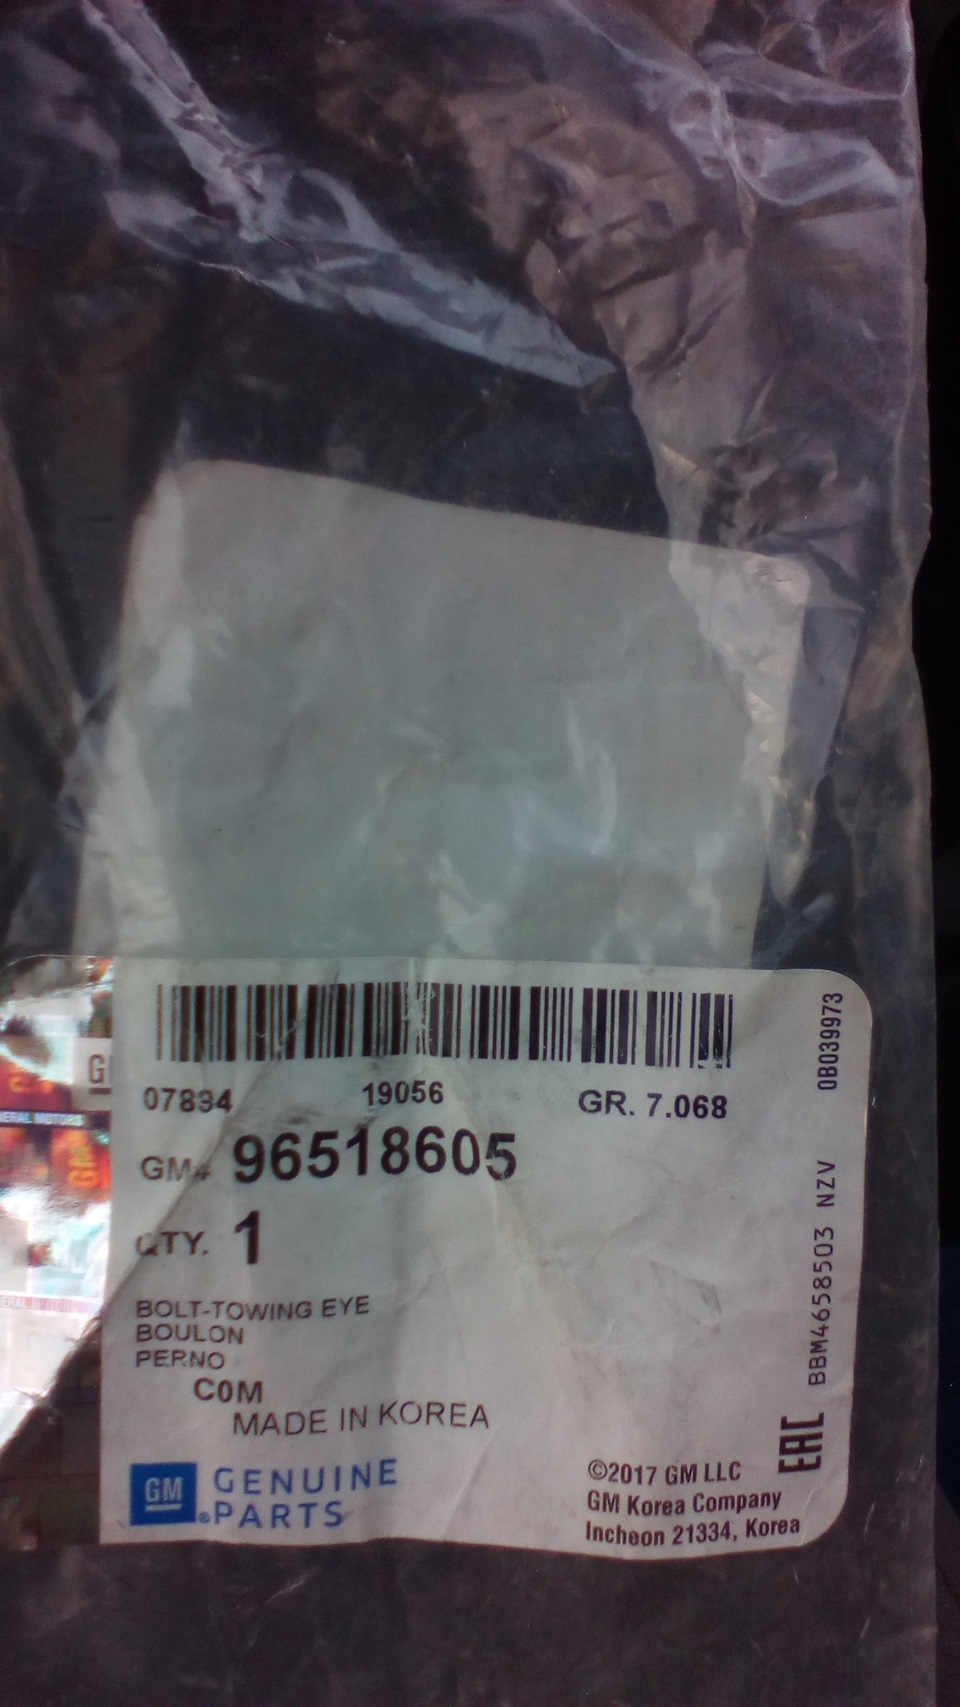 07834 19056 GR. 7.068
GM# 96518605
QTY. 1
BOLT-TOWING EYE
BOULON
PERNO
C0M
MADE IN KOREA
GM GENUINE
PARTS
©2017 GM LLC
GM Korea Company
Incheon 21334, Korea
EAC
BBM4658503 NZV
0B039973
GM